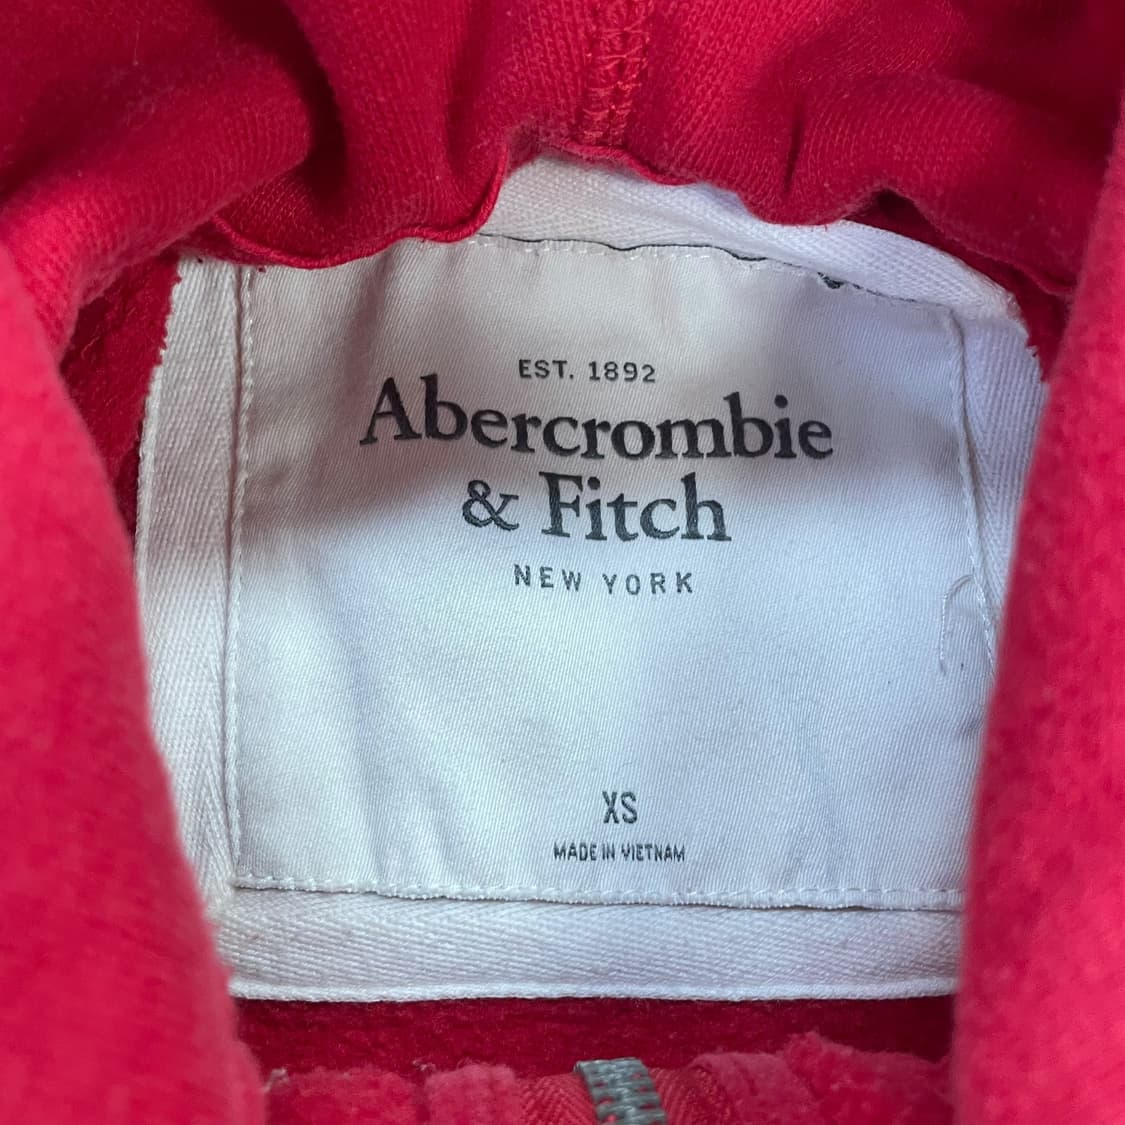 EST. 1892
Abercrombie
& Fitch
NEW YORK
XS
MADE IN VIETNAM